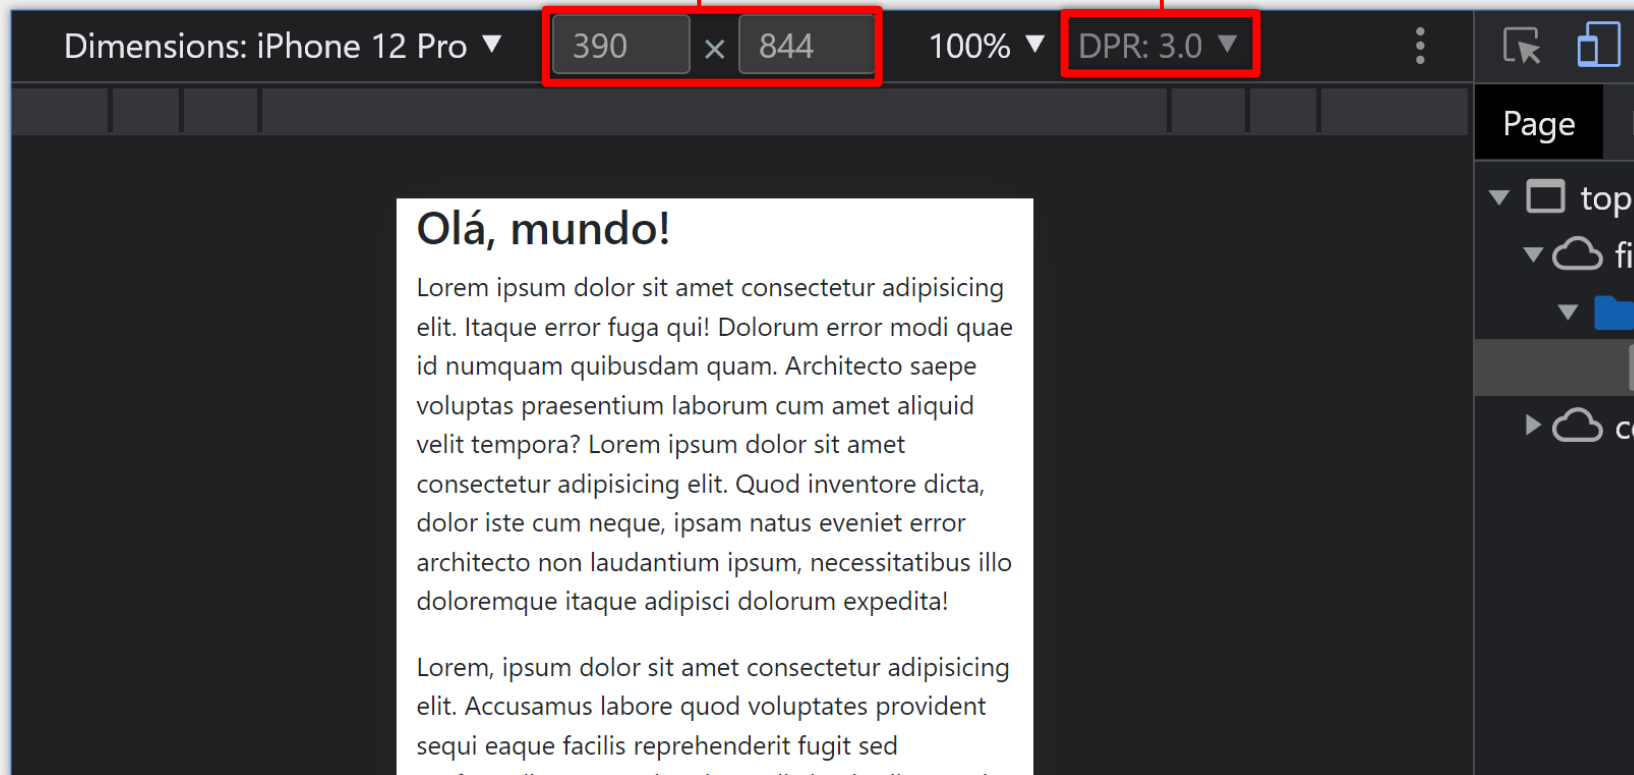 Dimensions: iPhone 12 Pro ▼ 390 × 844 100% ▼ DPR: 3.0 ▼
Page
top
Olá, mundo!
fi
Lorem ipsum dolor sit amet consectetur adipisicing
elit. Itaque error fuga qui! Dolorum error modi quae
id numquam quibusdam quam. Architecto saepe
voluptas praesentium laborum cum amet aliquid
velit tempora? Lorem ipsum dolor sit amet
consectetur adipisicing elit. Quod inventore dicta,
dolor iste cum neque, ipsam natus eveniet error
architecto non laudantium ipsum, necessitatibus illo
doloremque itaque adipisci dolorum expedita!
Lorem, ipsum dolor sit amet consectetur adipisicing
elit. Accusamus labore quod voluptates provident
sequi eaque facilis reprehenderit fugit sed